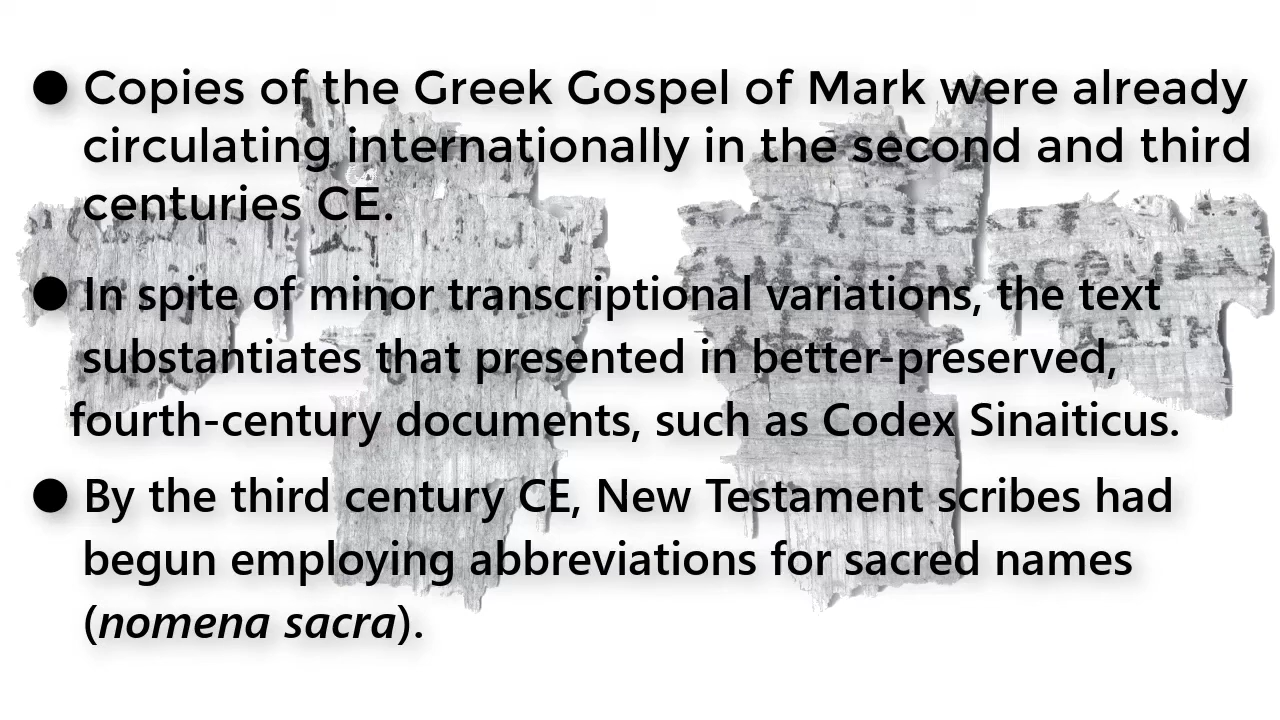 ● Copies of the Greek Gospel of Mark were already
circulating internationally in the second and third
centuries CE.
● In spite of minor transcriptional variations, the text
substantiates that presented in better-preserved,
fourth-century documents, such as Codex Sinaiticus.
● By the third century CE, New Testament scribes had
begun employing abbreviations for sacred names
(nomena sacra).